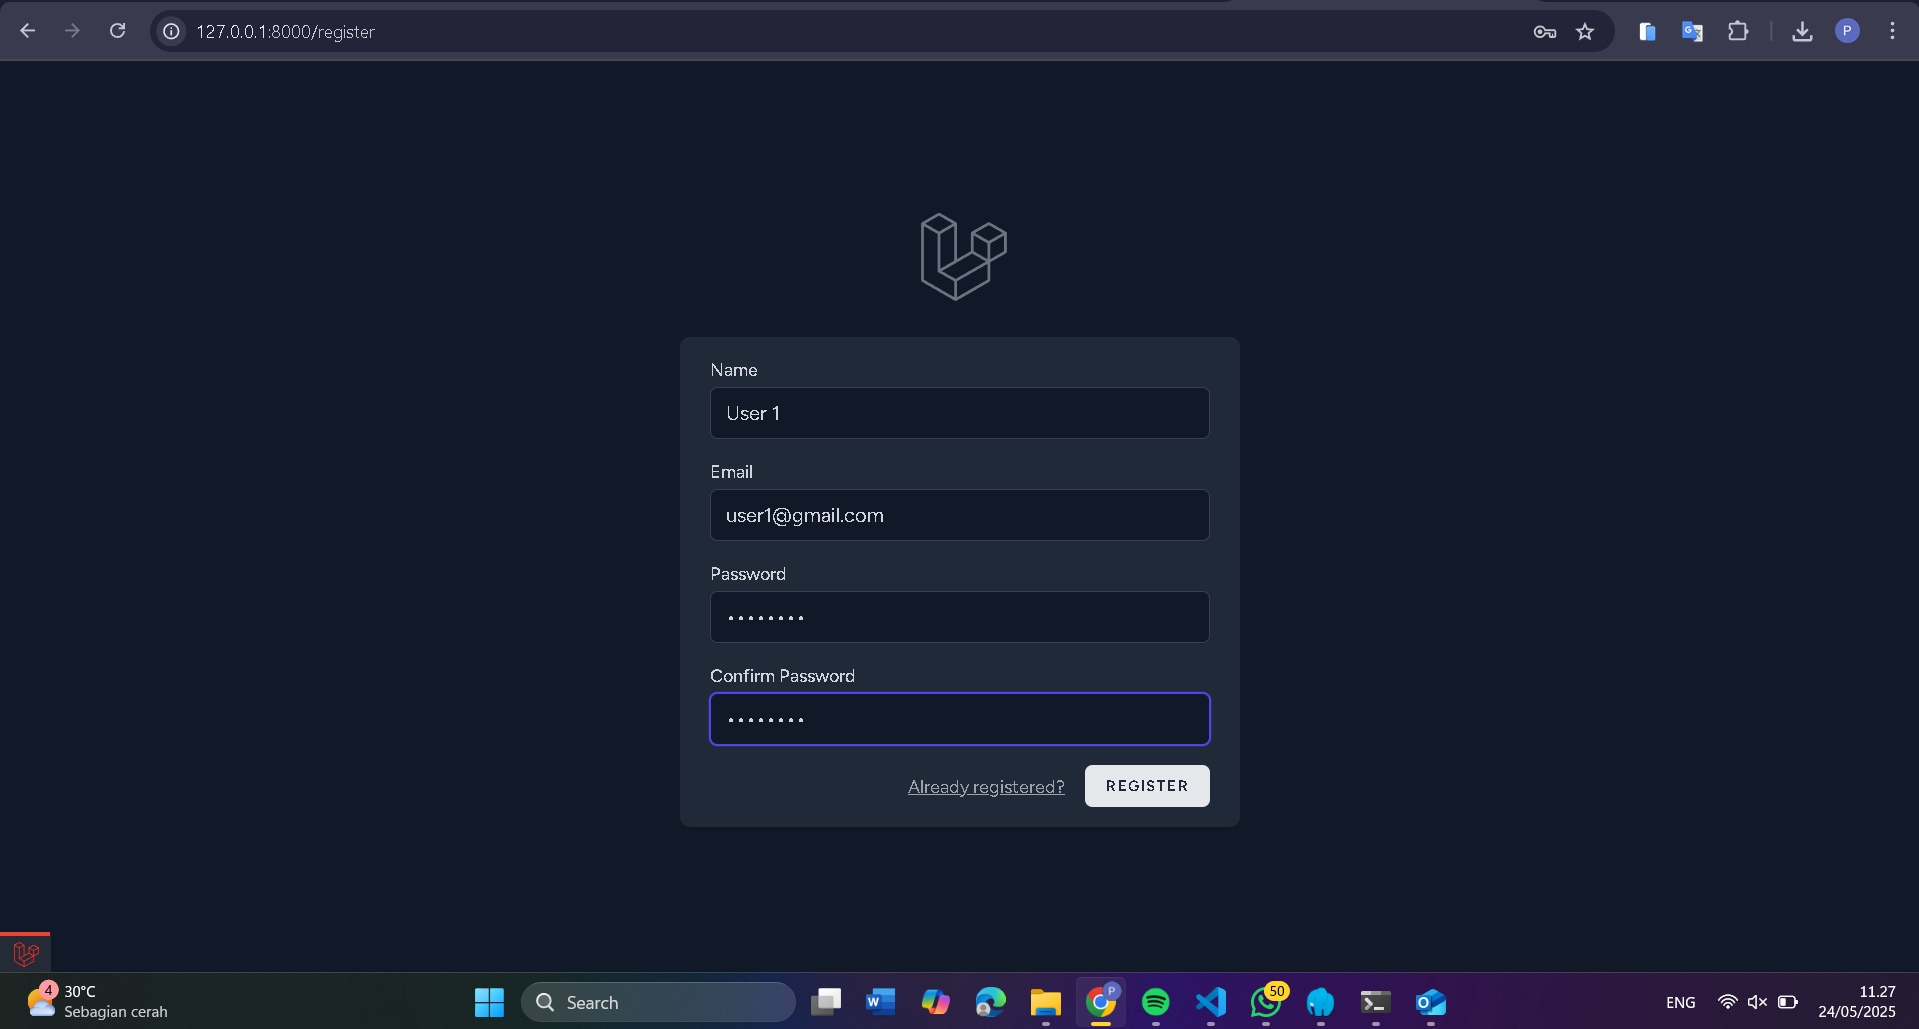 127.0.0.1:8000/register
P
Name
User 1
Email
user1@gmail.com
Password
••••••••
Confirm Password
••••••••
Already registered? REGISTER
4
30°C
Sebagian cerah
Search
W
P
50
O
ENG
11.27
24/05/2025